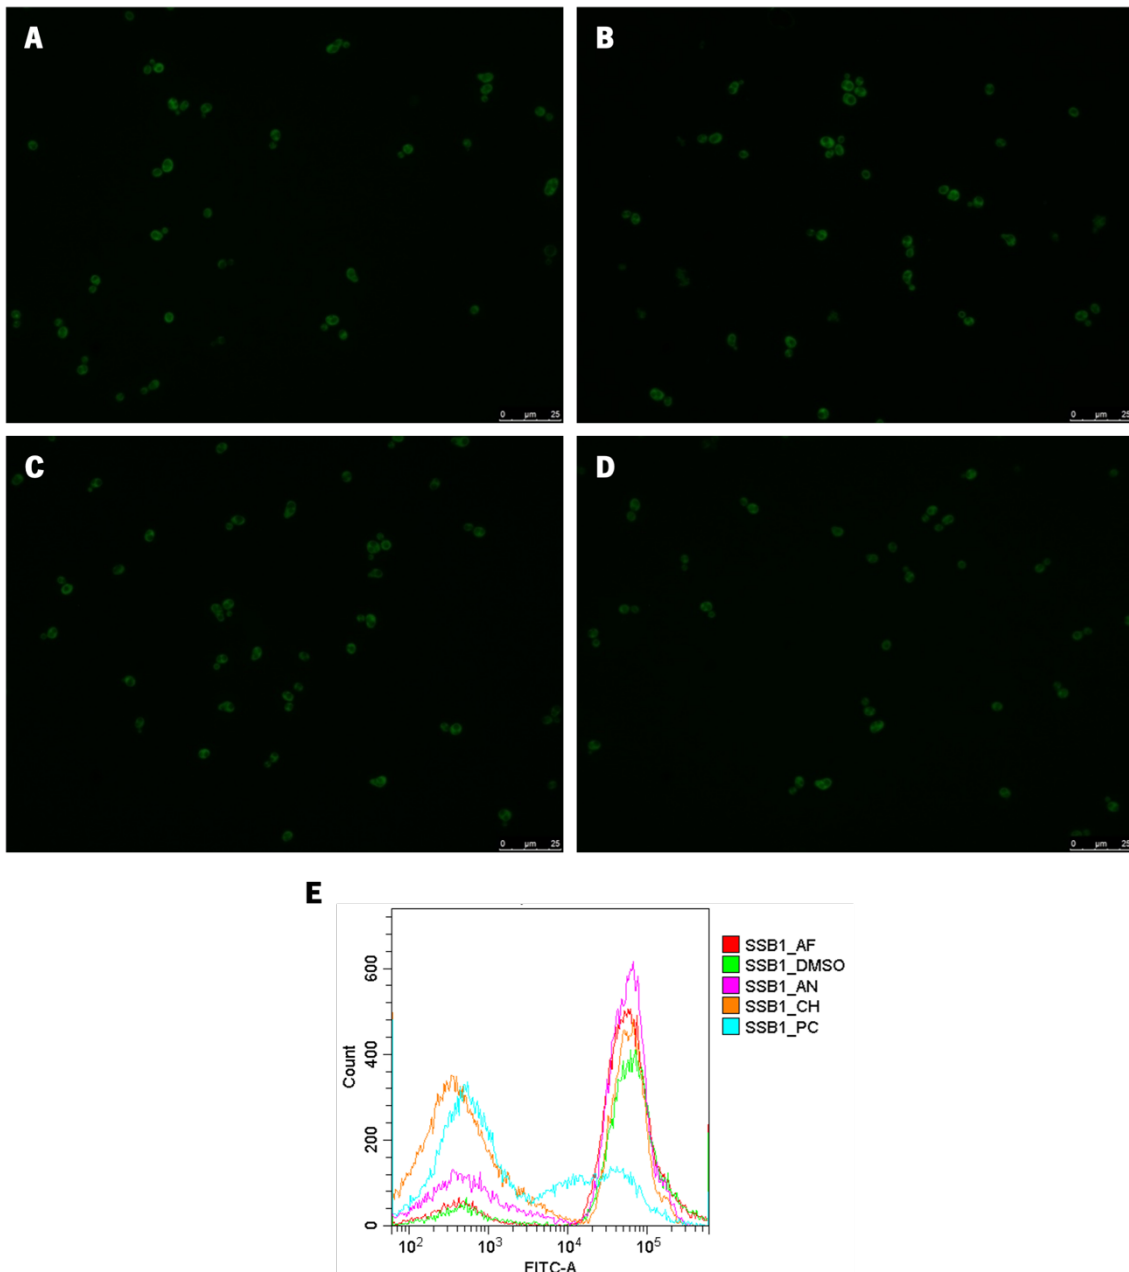 A
B
0 µm 25
0 µm 25
C
D
0 µm 25
0 µm 25
E
600
400
200
0
Count
10² 10³ 10⁴ 10⁵
FITC-A
SSB1_AF
SSB1_DMSO
SSB1_AN
SSB1_CH
SSB1_PC